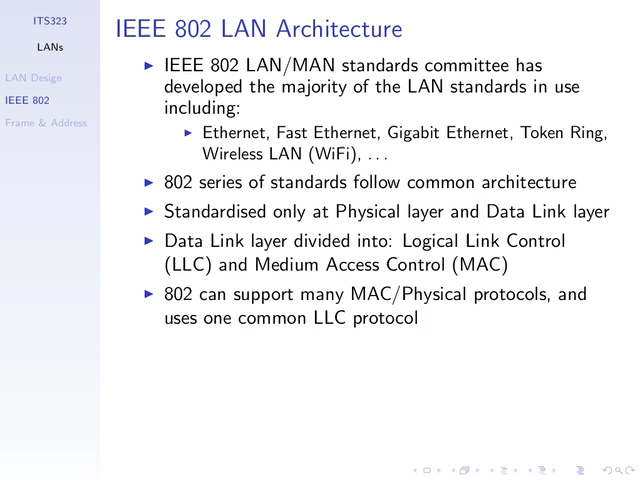 ITS323
LANs
LAN Design
IEEE 802
Frame & Address
IEEE 802 LAN Architecture
IEEE 802 LAN/MAN standards committee has
developed the majority of the LAN standards in use
including:
Ethernet, Fast Ethernet, Gigabit Ethernet, Token Ring,
Wireless LAN (WiFi), ...
802 series of standards follow common architecture
Standardised only at Physical layer and Data Link layer
Data Link layer divided into: Logical Link Control
(LLC) and Medium Access Control (MAC)
802 can support many MAC/Physical protocols, and
uses one common LLC protocol